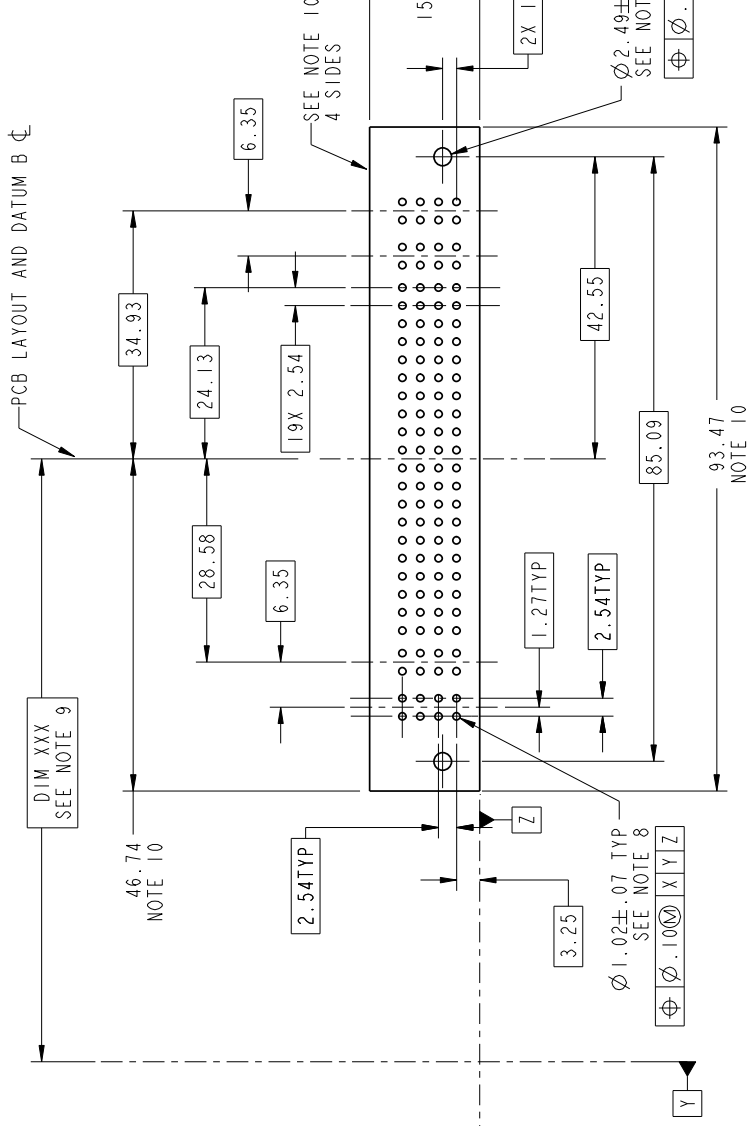 PCB LAYOUT AND DATUM B ℄
SEE NOTE 10
4 SIDES
15
2X 1
Ø2.49±
SEE NOT
⌖ Ø.
6.35
34.93
24.13
19X 2.54
42.55
85.09
93.47
NOTE 10
28.58
6.35
1.27TYP
2.54TYP
DIM XXX
SEE NOTE 9
46.74
NOTE 10
2.54TYP
Z
3.25
Ø1.02±.07 TYP
SEE NOTE 8
⌖ Ø.10Ⓜ X Y Z
Y